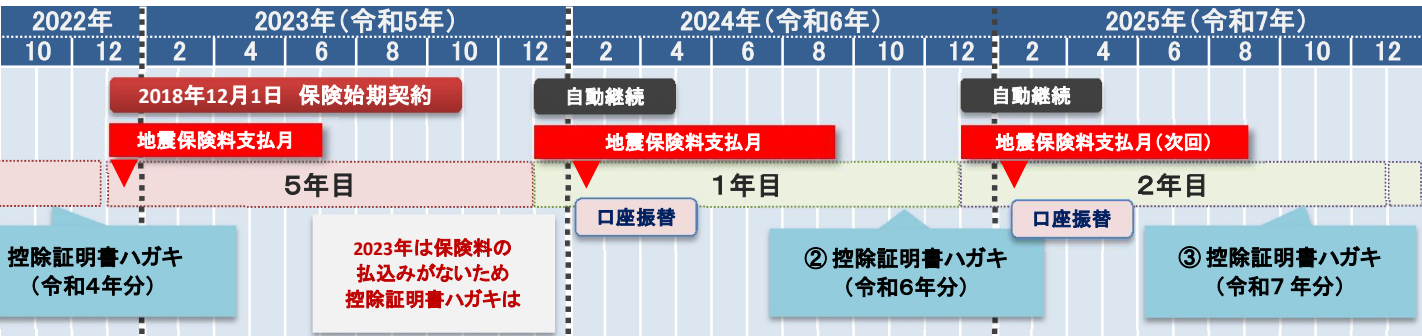 2022年 2023年（令和5年） 2024年（令和6年） 2025年（令和7年）
10 12 2 4 6 8 10 12 2 4 6 8 10 12 2 4 6 8 10 12
2018年12月1日 保険始期契約
自動継続
自動継続
地震保険料支払月
地震保険料支払月
地震保険料支払月（次回）
5年目
1年目
2年目
口座振替
口座振替
控除証明書ハガキ
（令和4年分）
2023年は保険料の
払込みがないため
控除証明書ハガキは
② 控除証明書ハガキ
（令和6年分）
③ 控除証明書ハガキ
（令和7 年分）